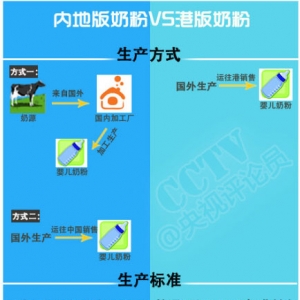 内地版奶粉VS港版奶粉
生产方式
方式一:
奶源
来自国外
国内加工厂
加工生产
婴儿奶粉
国外生产
运往港销售
婴儿奶粉
方式二:
国外生产
运往中国销售
婴儿奶粉
CCTV
@央视评论员
生产标准